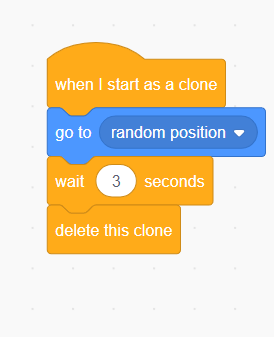 when I start as a clone
go to random position
wait 3 seconds
delete this clone